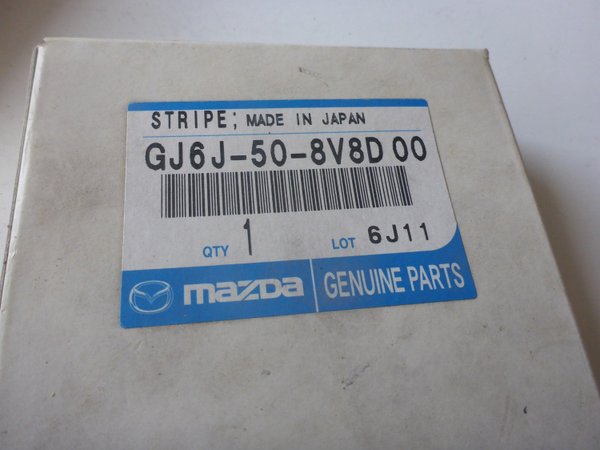 STRIPE; MADE IN JAPAN
GJ6J-50-8V8D 00
QTY 1 LOT 6J11
mazda GENUINE PARTS